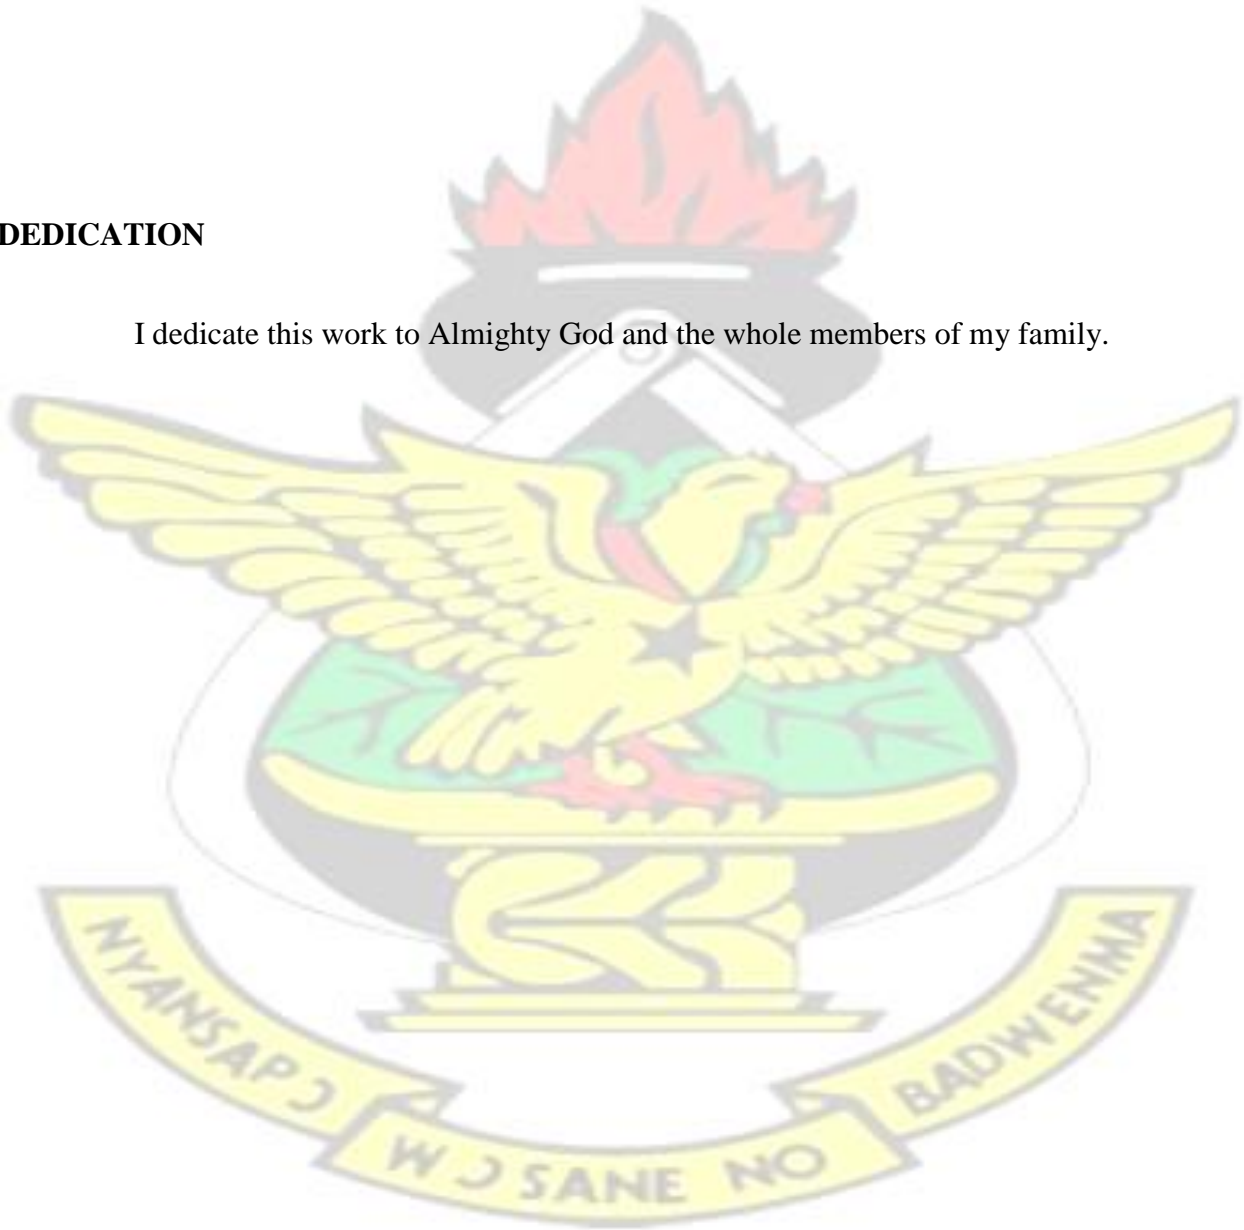 DEDICATION
I dedicate this work to Almighty God and the whole members of my family.
NYANSAPƆ
WƆSANE NO
BADWENMA